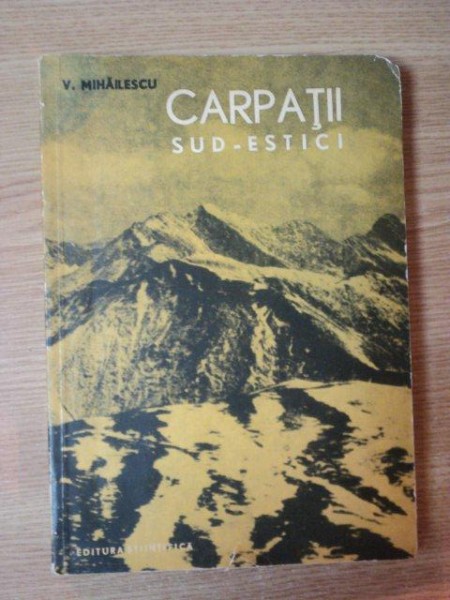 V. MIHĂILESCU
CARPAŢII
SUD-ESTICI
EDITURA ŞTIINŢIFICĂ